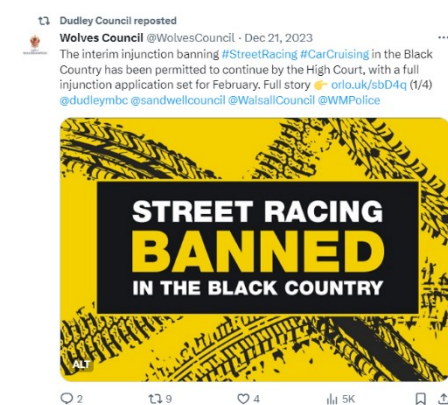 Dudley Council reposted
Wolves Council @WolvesCouncil · Dec 21, 2023 ...
The interim injunction banning #StreetRacing #CarCruising in the Black
Country has been permitted to continue by the High Court, with a full
injunction application set for February. Full story 👉 orlo.uk/sbD4q (1/4)
@dudleymbc @sandwellcouncil @WalsallCouncil @WMPolice
STREET RACING
BANNED
IN THE BLACK COUNTRY
ALT
2 9 4 5K